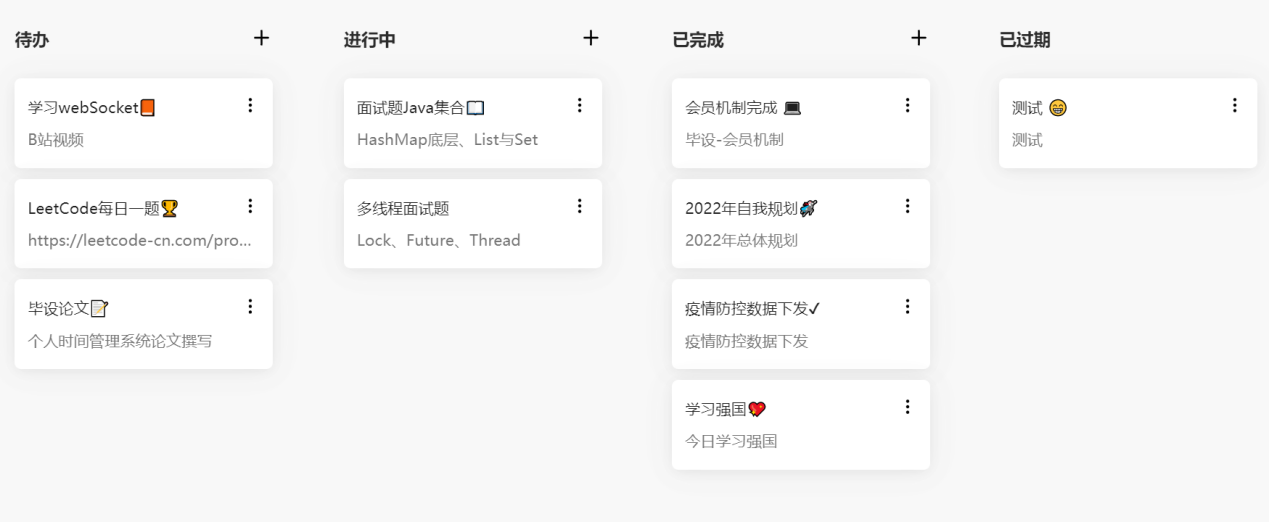 待办
学习webSocket📙
B站视频
LeetCode每日一题🏆
https://leetcode-cn.com/pro...
毕设论文📝
个人时间管理系统论文撰写
进行中
面试题Java集合📖
HashMap底层、List与Set
多线程面试题
Lock、Future、Thread
已完成
会员机制完成 💻
毕设-会员机制
2022年自我规划🚀
2022年总体规划
疫情防控数据下发✓
疫情防控数据下发
学习强国💖
今日学习强国
已过期
测试 😁
测试